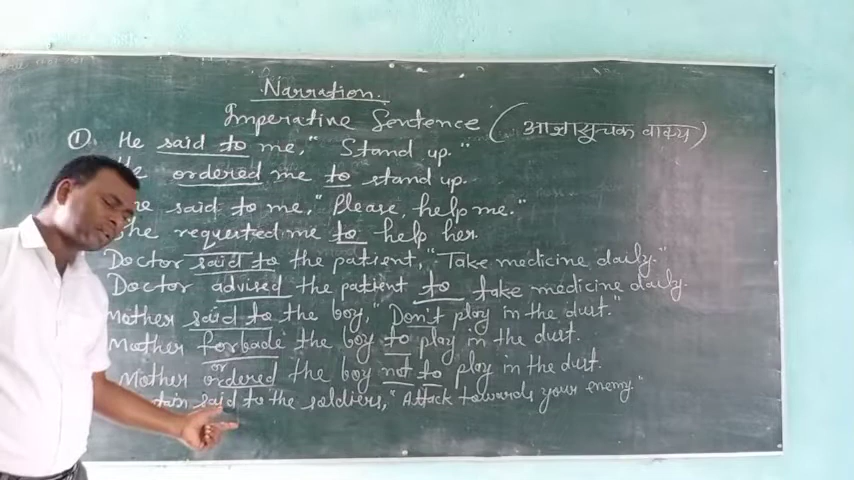 Narration.
Imperative Sentence (आज्ञासूचक वाक्य)
① He said to me, "Stand up."
He ordered me to stand up.
said to me, "Please, help me."
She requested me to help her.
Doctor said to the patient, "Take medicine daily."
Doctor advised the patient to take medicine daily.
Mother said to the boy, "Don't play in the dust."
Mother forbade the boy to play in the dust.
or
Mother ordered the boy not to play in the dust.
said to the soldiers, "Attack towards your enemy."